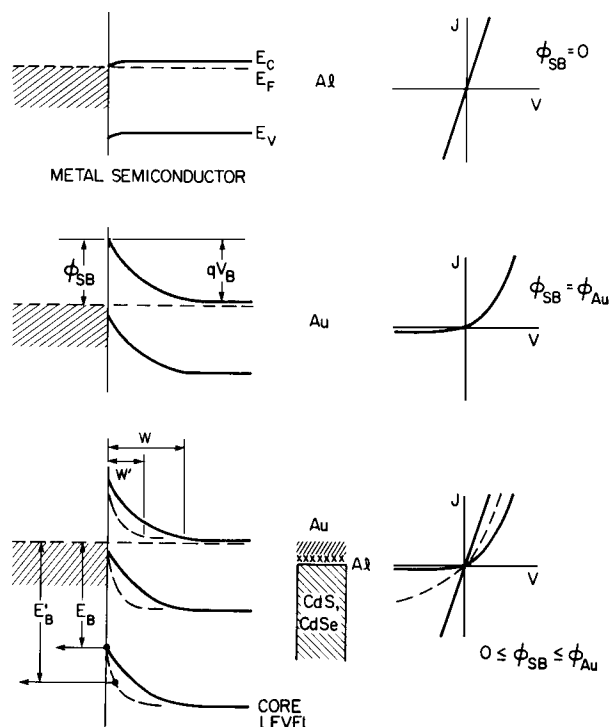 E_C
E_F
E_V
METAL SEMICONDUCTOR
Al
J
V
ϕ_SB = 0
ϕ_SB
qV_B
Au
J
V
ϕ_SB = ϕ_Au
W
W'
E'_B
E_B
CORE
LEVEL
Au
xxxxxx
Al
CdS,
CdSe
J
V
0 ≤ ϕ_SB ≤ ϕ_Au